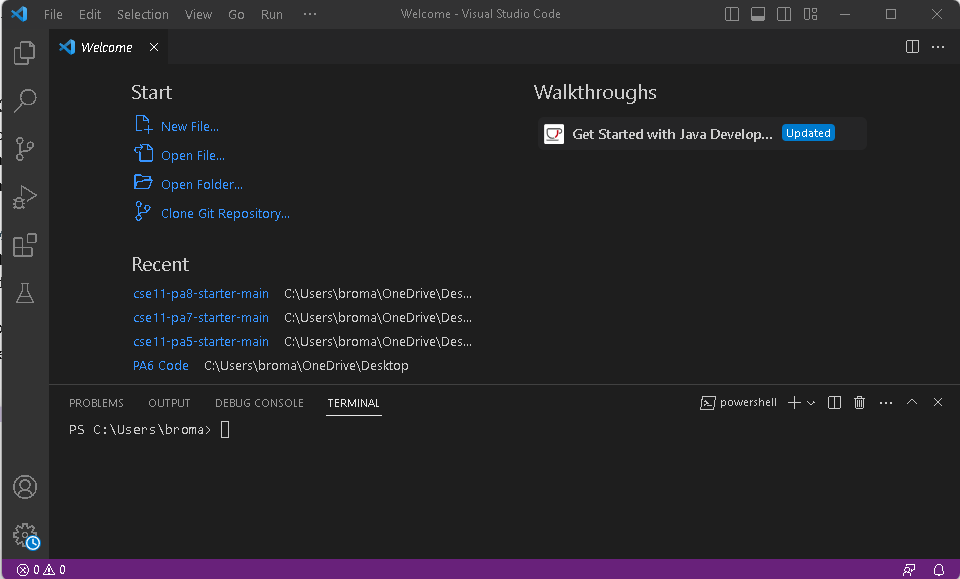 File Edit Selection View Go Run ··· Welcome - Visual Studio Code
Welcome
Start
New File...
Open File...
Open Folder...
Clone Git Repository...
Walkthroughs
Get Started with Java Develop... Updated
Recent
cse11-pa8-starter-main C:\Users\broma\OneDrive\Des...
cse11-pa7-starter-main C:\Users\broma\OneDrive\Des...
cse11-pa5-starter-main C:\Users\broma\OneDrive\Des...
PA6 Code C:\Users\broma\OneDrive\Desktop
PROBLEMS OUTPUT DEBUG CONSOLE TERMINAL powershell
PS C:\Users\broma>
0 0